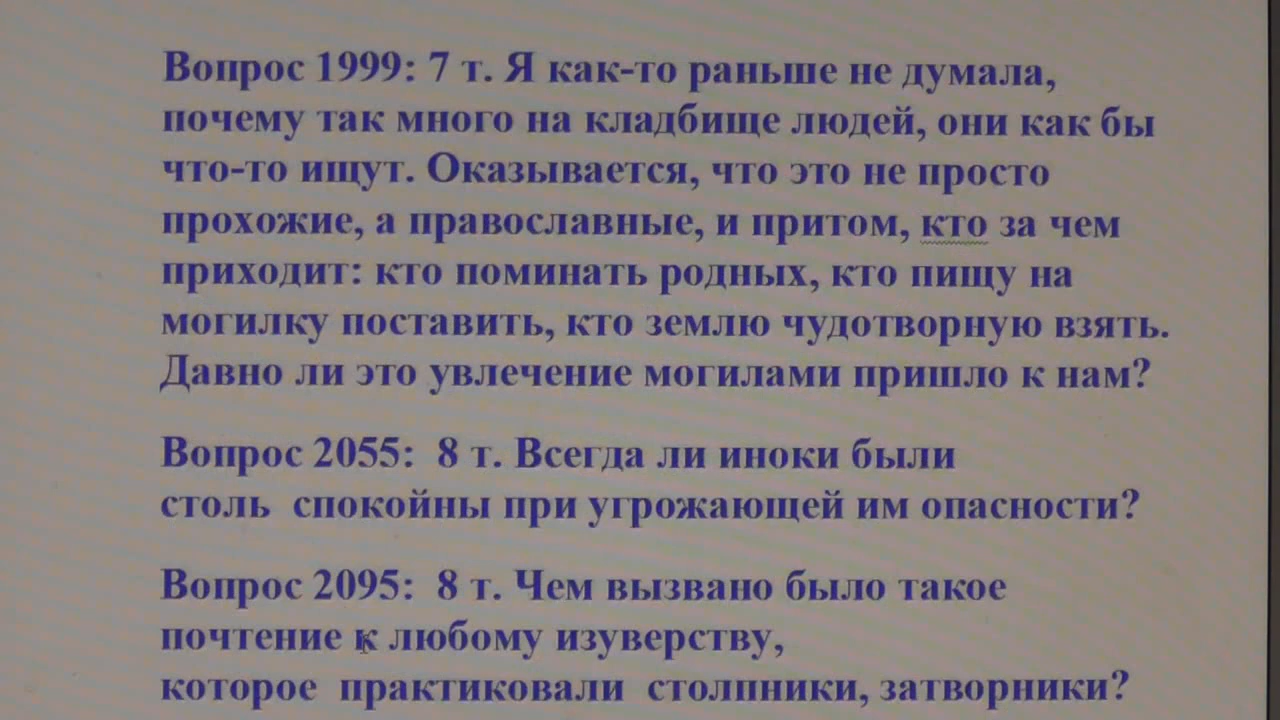 Вопрос 1999: 7 т. Я как-то раньше не думала,
почему так много на кладбище людей, они как бы
что-то ищут. Оказывается, что это не просто
прохожие, а православные, и притом, кто за чем
приходит: кто поминать родных, кто пищу на
могилку поставить, кто землю чудотворную взять.
Давно ли это увлечение могилами пришло к нам?
Вопрос 2055:  8 т. Всегда ли иноки были
столь  спокойны при угрожающей им опасности?
Вопрос 2095:  8 т. Чем вызвано было такое
почтение к любому изуверству,
которое  практиковали  столпники, затворники?